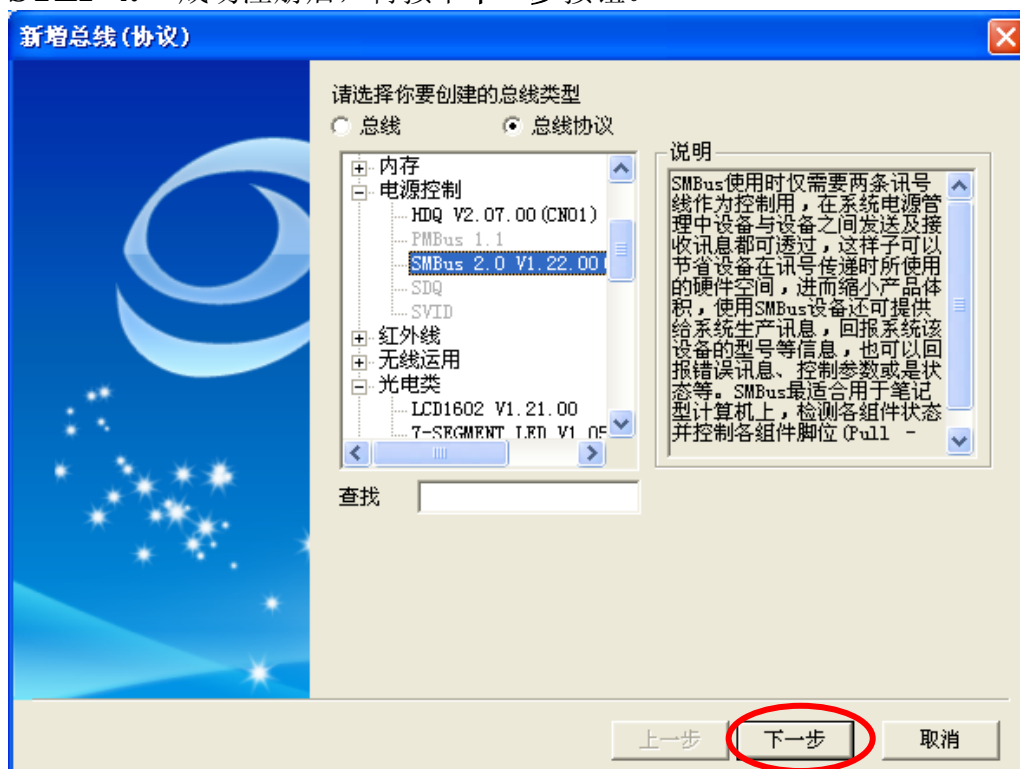 新增总线(协议)
请选择你要创建的总线类型
总线
总线协议
内存
电源控制
HDQ V2.07.00(CN01)
PMBus 1.1
SMBus 2.0 V1.22.00
SDQ
SVID
红外线
无线运用
光电类
LCD1602 V1.21.00
7-SEGMENT LED V1.05
查找
说明
SMBus使用时仅需要两条讯号
线作为控制用，在系统电源管
理中设备与设备之间发送及接
收讯息都可透过，这样子可以
节省设备在讯号传递时所使用
的硬件空间，进而缩小产品体
积，使用SMBus设备还可提供
给系统生产讯息，回报系统该
设备的型号等信息，也可以回
报错误讯息、控制参数或是状
态等。SMBus最适合用于笔记
型计算机上，检测各组件状态
并控制各组件脚位(Pull -
上一步
下一步
取消